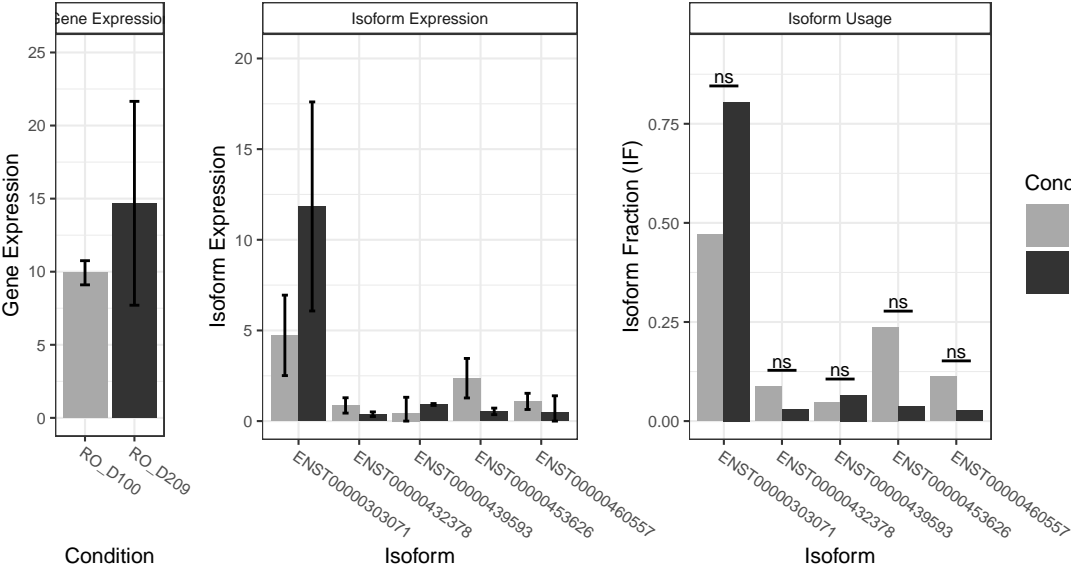 Gene Expression
Isoform Expression
Isoform Usage
Gene Expression
25
20
15
10
5
0
RO_D100
RO_D209
Condition
Isoform Expression
20
15
10
5
0
ENST00000303071
ENST00000432378
ENST00000439593
ENST00000453626
ENST00000460557
Isoform
Isoform Fraction (IF)
0.75
0.50
0.25
0.00
ns
ns
ns
ns
ns
ENST00000303071
ENST00000432378
ENST00000439593
ENST00000453626
ENST00000460557
Isoform
Conc